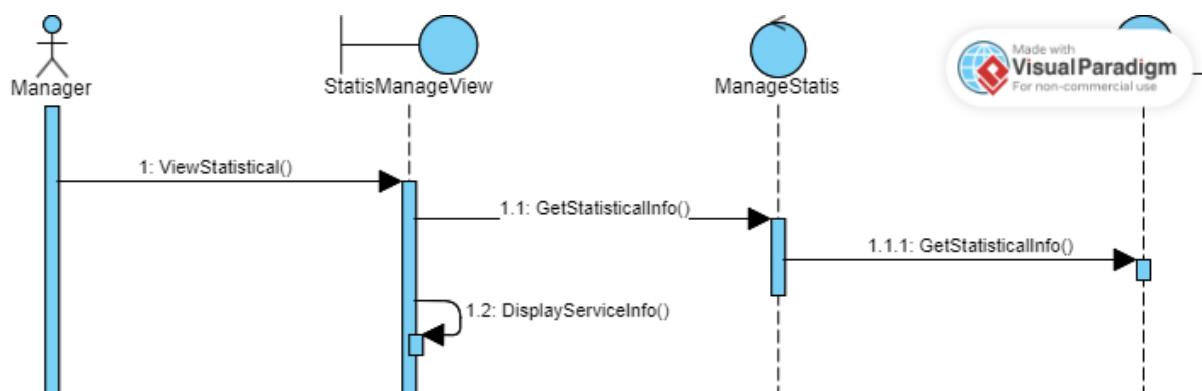 Made with
Visual Paradigm
For non-commercial use
Manager
StatisManageView
ManageStatis
1: ViewStatistical()
1.1: GetStatisticalInfo()
1.1.1: GetStatisticalInfo()
1.2: DisplayServiceInfo()